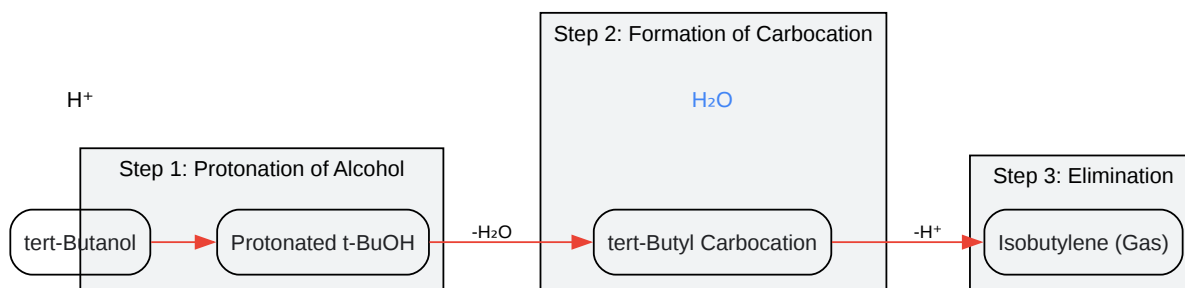 Step 2: Formation of Carbocation
H⁺
H₂O
Step 1: Protonation of Alcohol
Step 3: Elimination
tert-Butanol
Protonated t-BuOH
-H₂O
tert-Butyl Carbocation
-H⁺
Isobutylene (Gas)